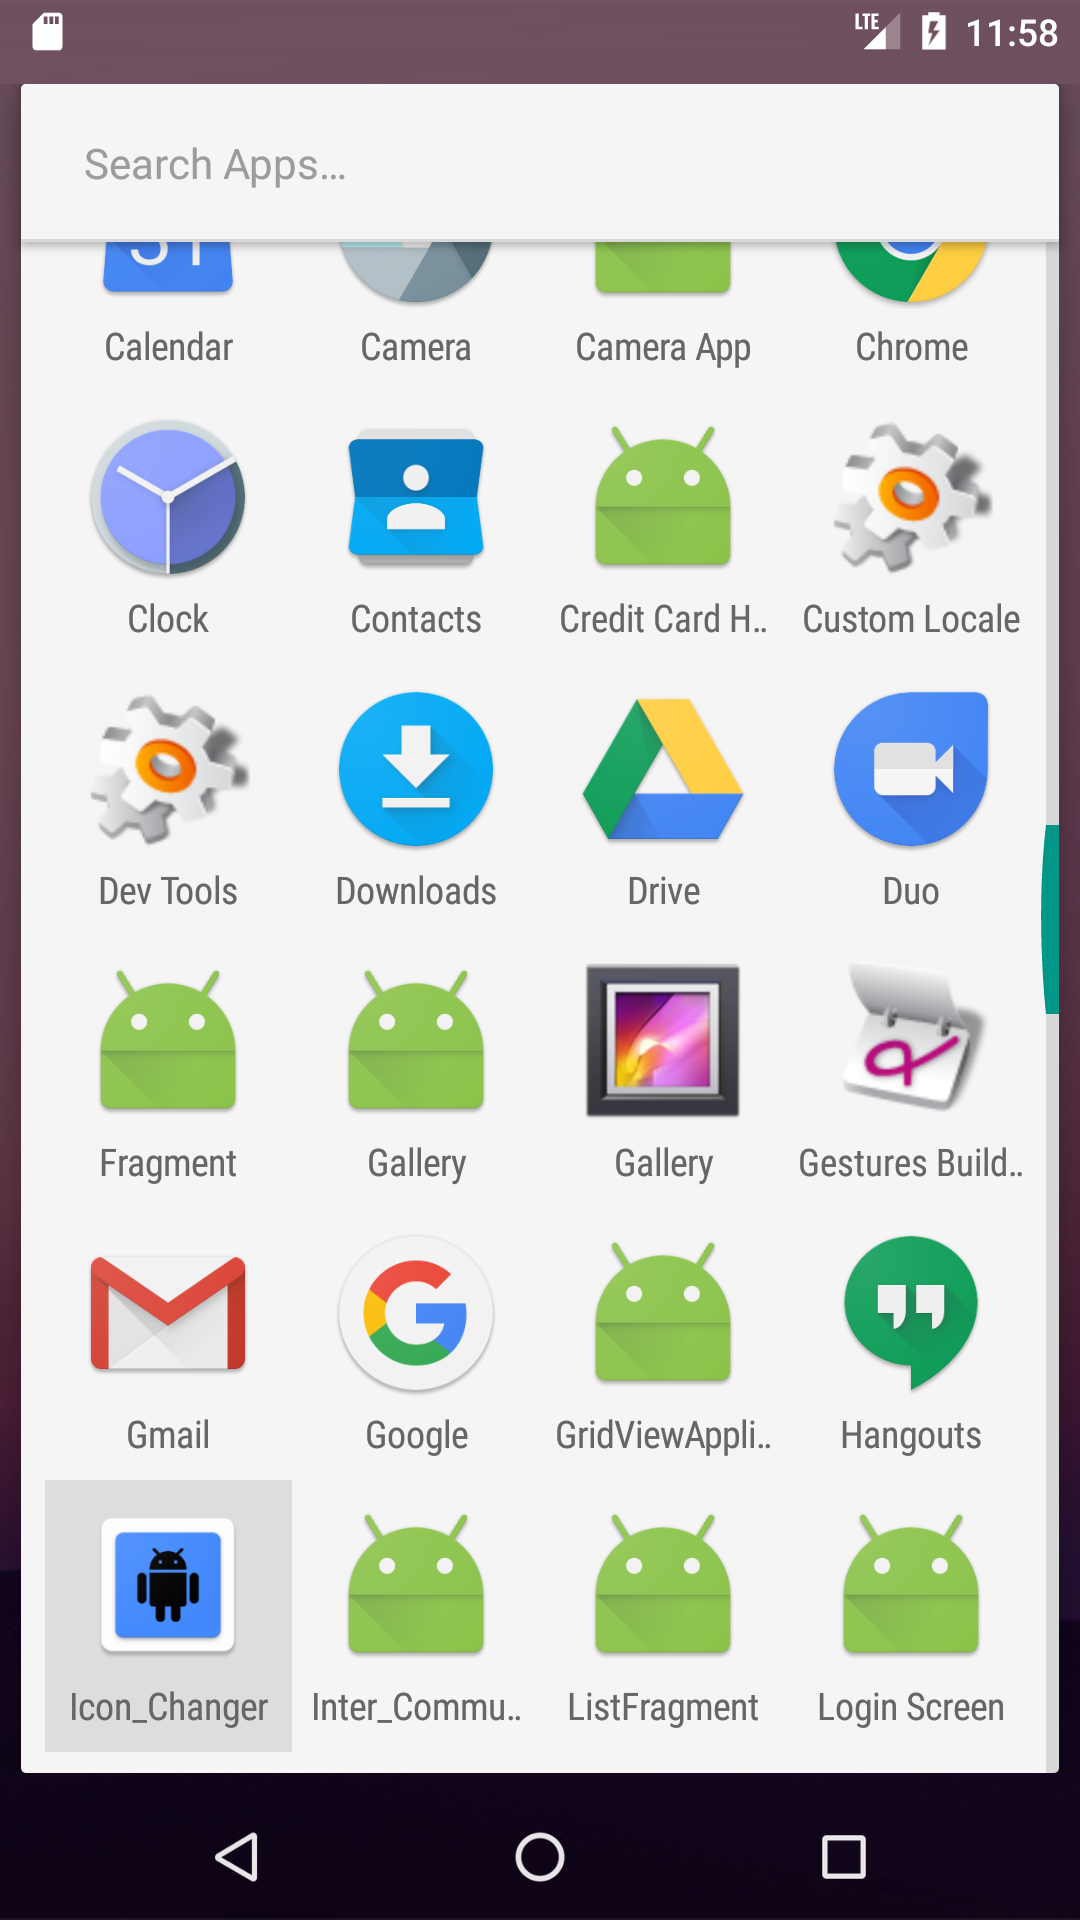 LTE 11:58
Search Apps...
31
Calendar Camera Camera App Chrome
Clock Contacts Credit Card H.. Custom Locale
Dev Tools Downloads Drive Duo
Fragment Gallery Gallery Gestures Build..
Gmail Google GridViewAppli.. Hangouts
Icon_Changer Inter_Commu.. ListFragment Login Screen